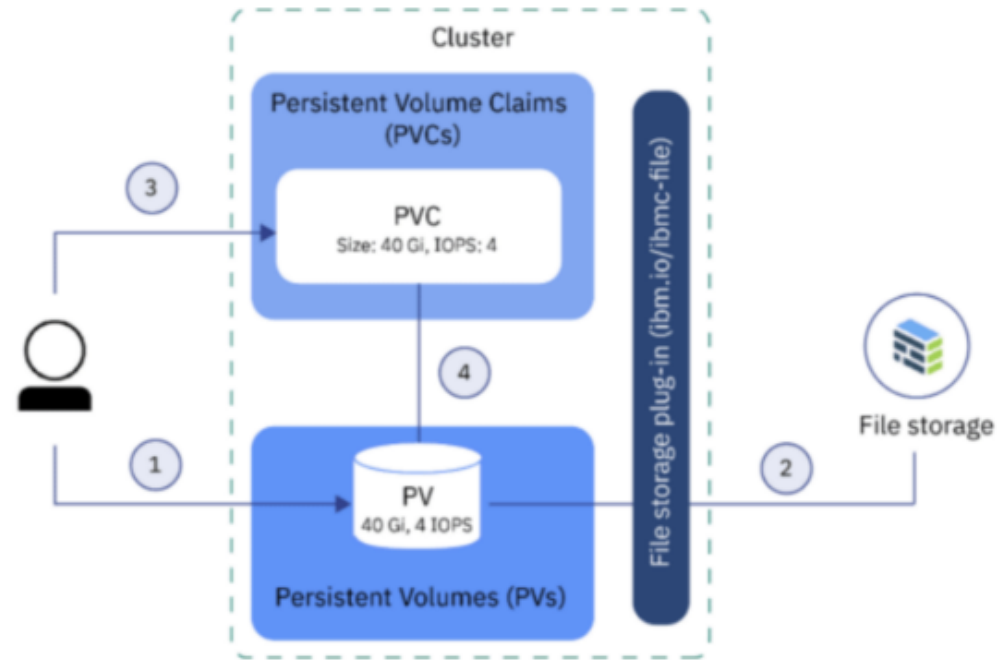 Cluster
Persistent Volume Claims
(PVCs)
3
PVC
Size: 40 Gi, IOPS: 4
4
File storage plug-in (ibm.io/ibmc-file)
File storage
1
2
PV
40 Gi, 4 IOPS
Persistent Volumes (PVs)